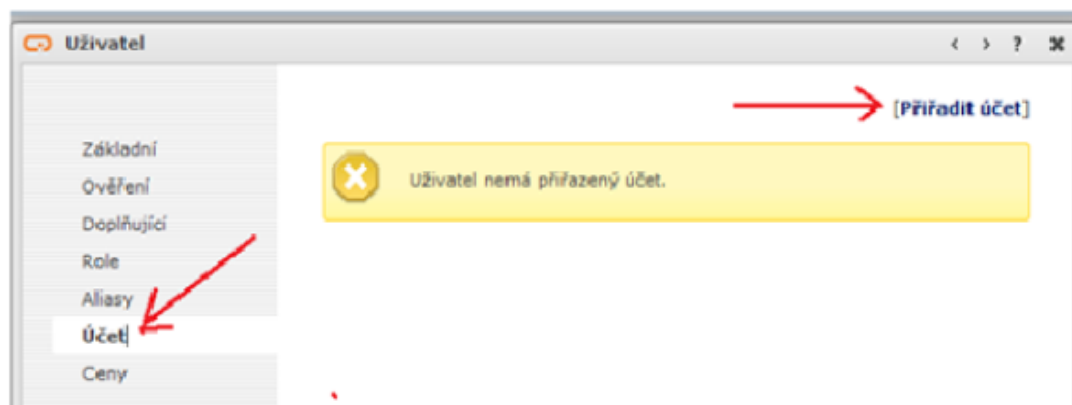 Uživatel
[Přiřadit účet]
Základní
Ověření
Uživatel nemá přiřazený účet.
Doplňující
Role
Aliasy
Účet
Ceny